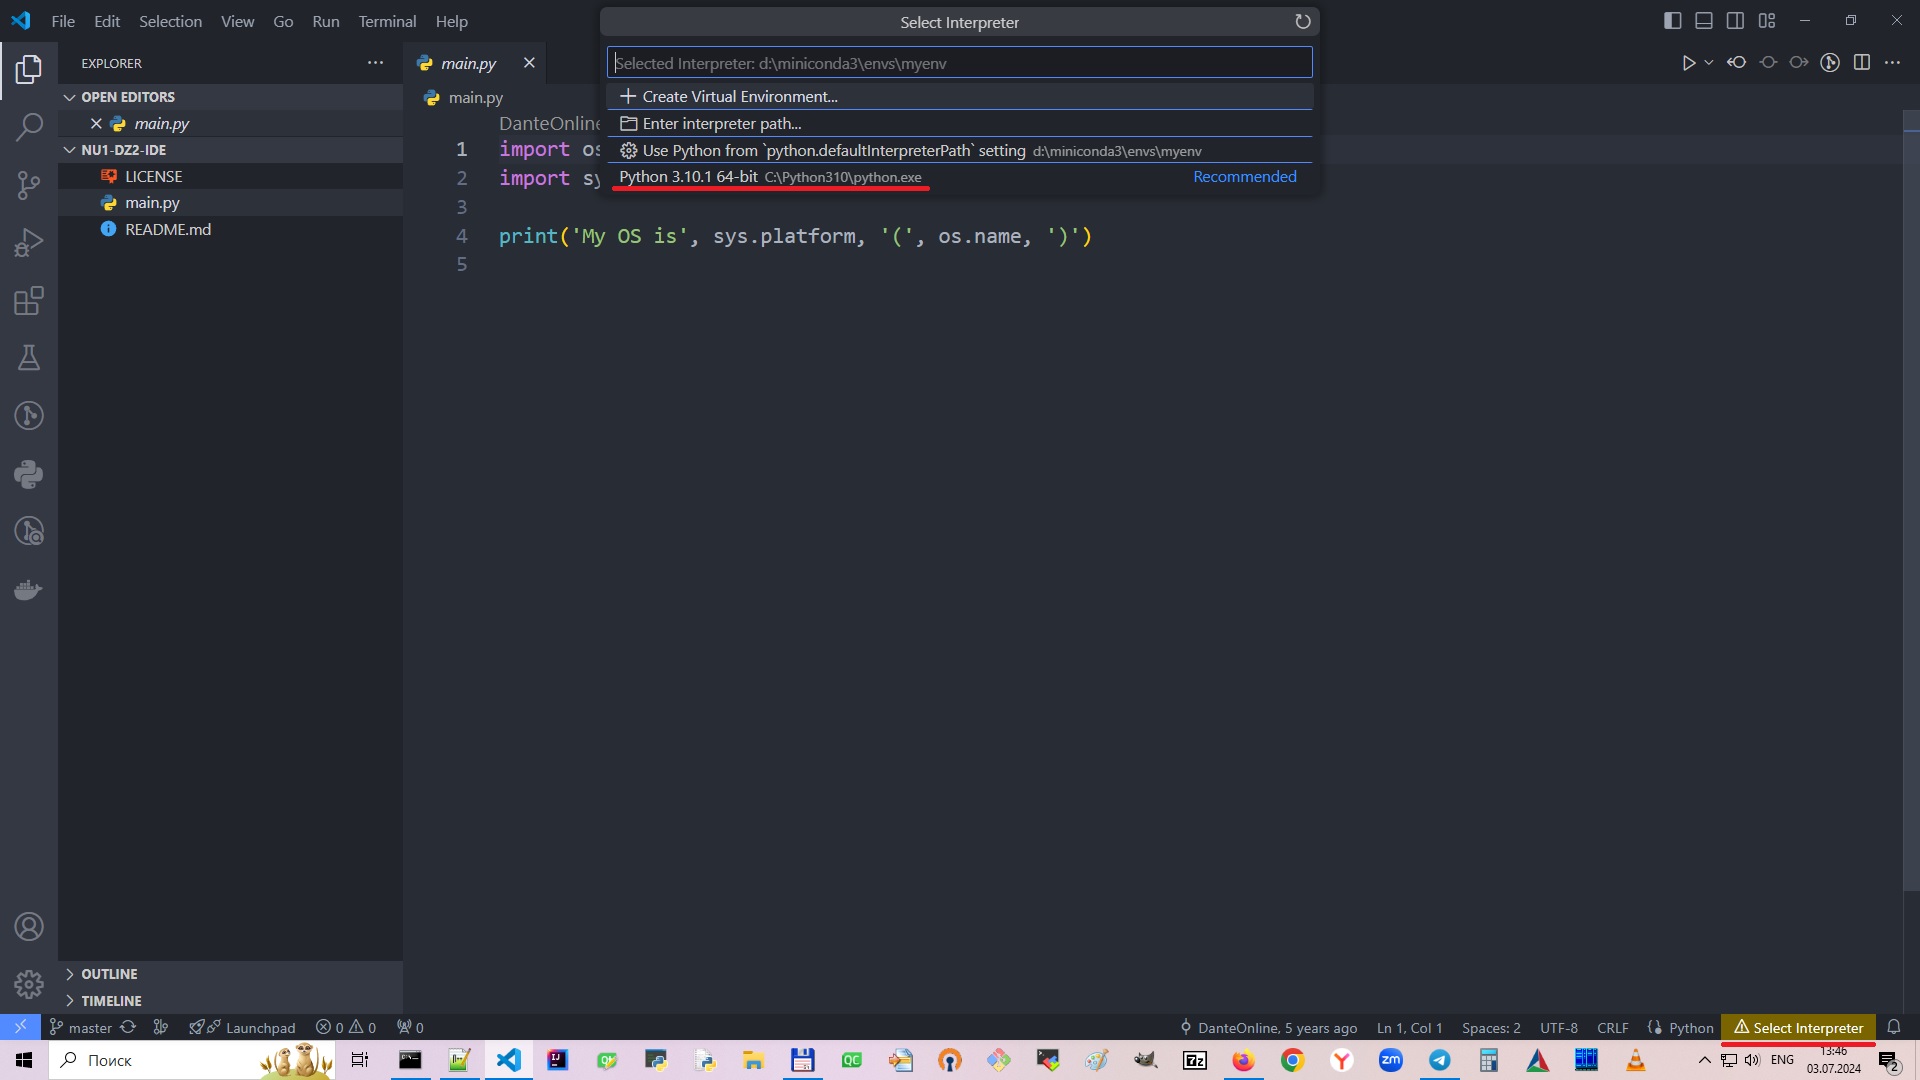 File Edit Selection View Go Run Terminal Help
Select Interpreter
EXPLORER
main.py
Selected Interpreter: d:\miniconda3\envs\myenv
OPEN EDITORS
main.py
main.py
Create Virtual Environment...
DanteOnline
Enter interpreter path...
NU1-DZ2-IDE
1 import os
Use Python from `python.defaultInterpreterPath` setting d:\miniconda3\envs\myenv
LICENSE
2 import sy
Python 3.10.1 64-bit C:\Python310\python.exe Recommended
main.py
3
README.md
4 print('My OS is', sys.platform, '(', os.name, ')')
5
OUTLINE
TIMELINE
master Launchpad 0 0 0 DanteOnline, 5 years ago Ln 1, Col 1 Spaces: 2 UTF-8 CRLF Python Select Interpreter
Поиск IJ QC 7z Y zm ENG 13:46
03.07.2024 2